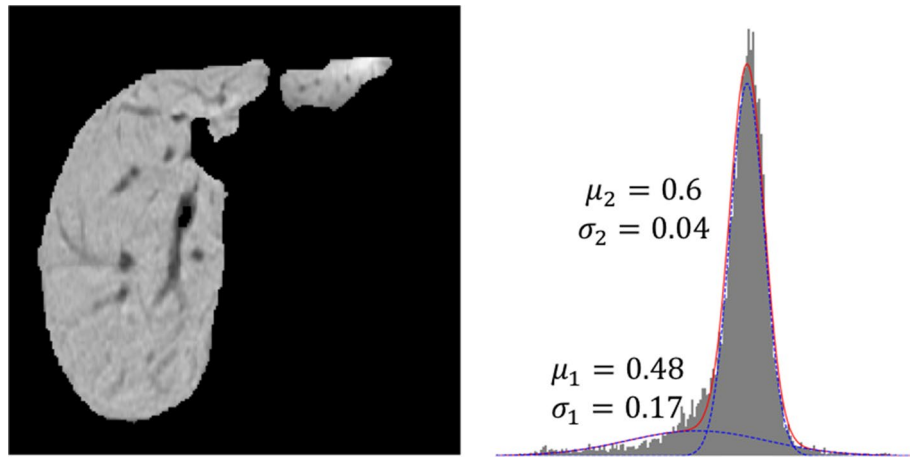 μ₂ = 0.6
σ₂ = 0.04
μ₁ = 0.48
σ₁ = 0.17